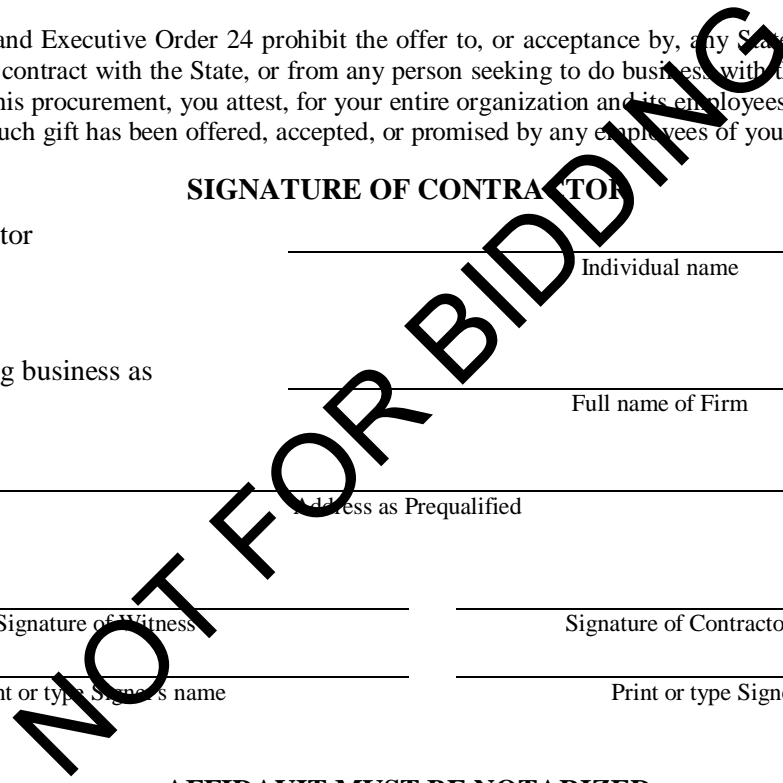 and Executive Order 24 prohibit the offer to, or acceptance by, any State
contract with the State, or from any person seeking to do business with
his procurement, you attest, for your entire organization and its employees
uch gift has been offered, accepted, or promised by any employees of you
SIGNATURE OF CONTRACTOR
tor
Individual name
g business as
Full name of Firm
Address as Prequalified
Signature of Witness
Signature of Contracto
nt or type Signer's name
Print or type Sign
AFFIDAVIT MUST BE NOTARIZED
NOT FOR BIDDING